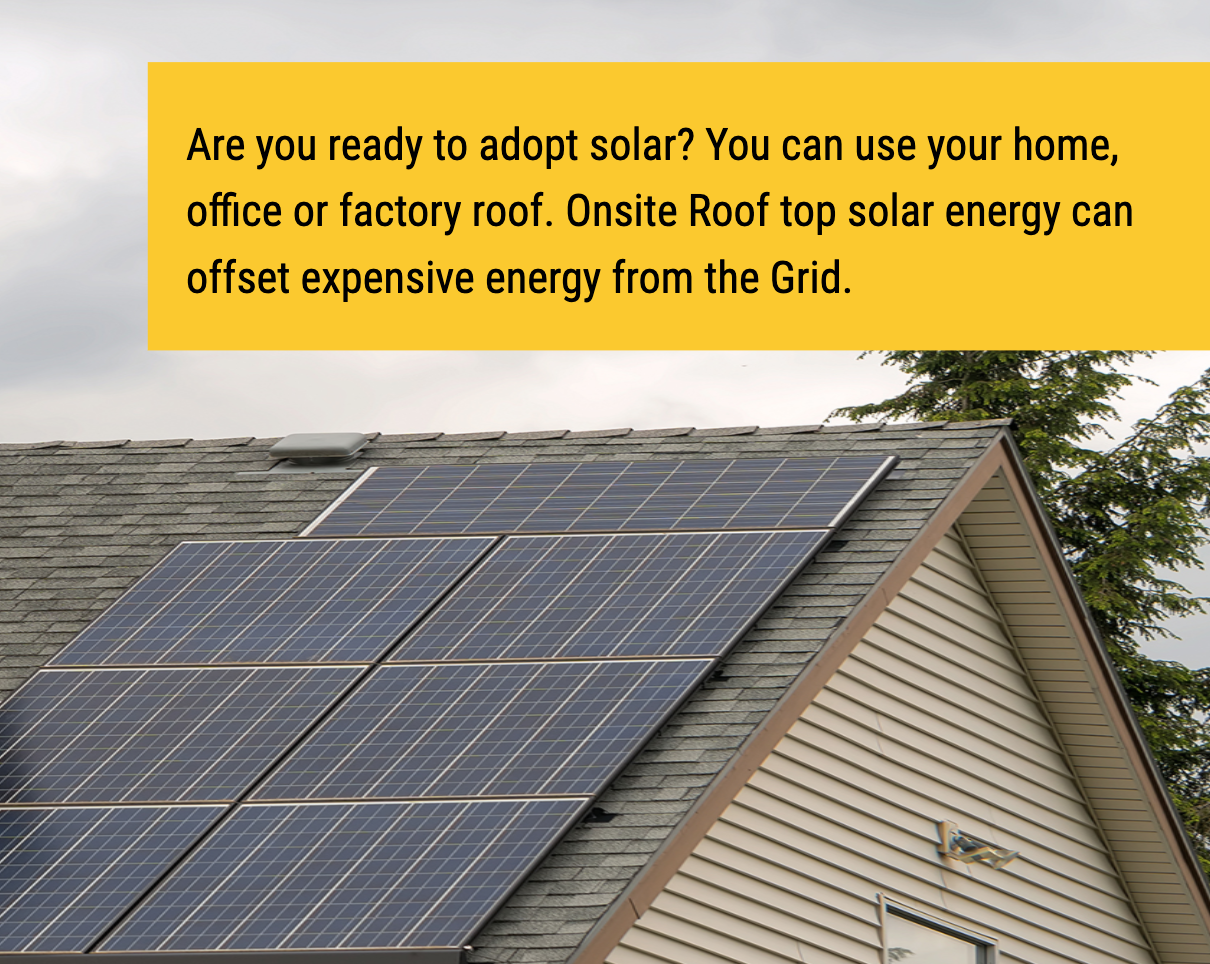 Are you ready to adopt solar? You can use your home,
office or factory roof. Onsite Roof top solar energy can
offset expensive energy from the Grid.